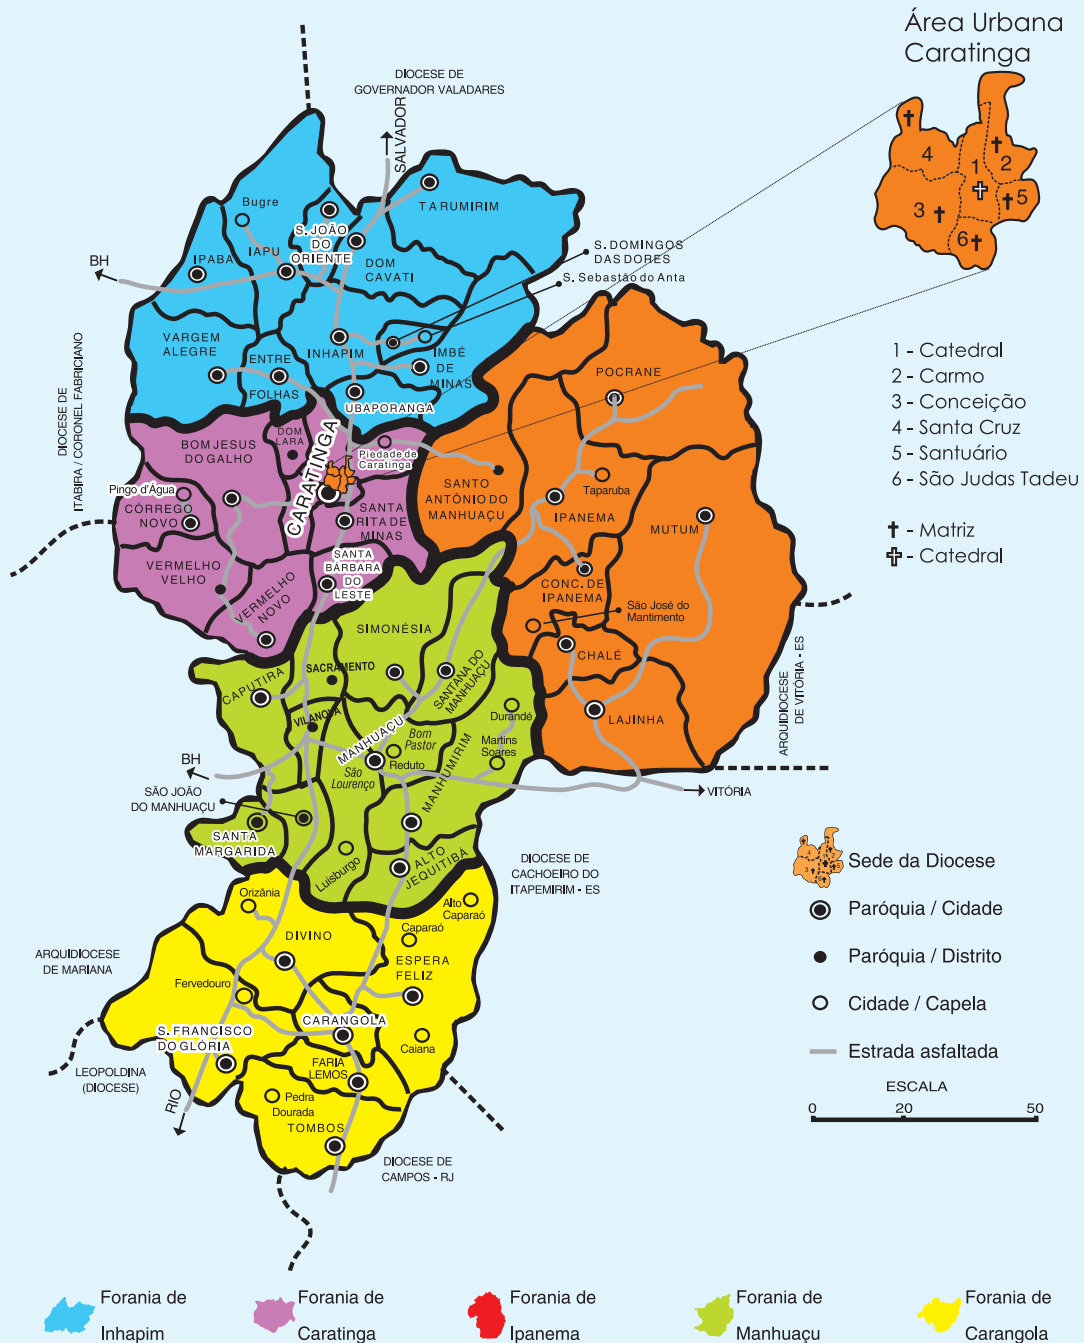 Área Urbana
Caratinga
4
1
2
3
5
6
1 - Catedral
2 - Carmo
3 - Conceição
4 - Santa Cruz
5 - Santuário
6 - São Judas Tadeu
- Matriz
- Catedral
DIOCESE DE
GOVERNADOR VALADARES
SALVADOR
TARUMIRIM
Bugre
S. JOÃO
DO
ORIENTE
IAPU
IPABA
BH
DOM
CAVATI
S. DOMINGOS
DAS DORES
S. Sebastão do Anta
VARGEM
ALEGRE
ENTRE
FOLHAS
INHAPIM
IMBÉ
DE
MINAS
UBAPORANGA
DIOCESE DE
ITABIRA / CORONEL FABRICIANO
BOM JESUS
DO GALHO
DOM
LARA
CARATINGA
Piedade de
Caratinga
Pingo d'Água
CÓRREGO
NOVO
SANTA
RITA DE
MINAS
VERMELHO
VELHO
VERMELHO
NOVO
SANTA
BÁRBARA
DO
LESTE
POCRANE
SANTO
ANTÔNIO DO
MANHUAÇU
Taparuba
IPANEMA
MUTUM
CONC. DE
IPANEMA
São José do
Mantimento
CHALÉ
LAJINHA
ARQUIDIOCESE
DE VITÓRIA - ES
SIMONÉSIA
SACRAMENTO
CAPUTIRA
SANTANA DO
MANHUAÇU
VILANOVA
MANHUAÇU
Bom
Pastor
Reduto
São
Lourenço
Durandé
Martins
Soares
MANHUMIRIM
BH
VITÓRIA
SÃO JOÃO
DO MANHUAÇU
SANTA
MARGARIDA
Luisburgo
ALTO
JEQUITIBÁ
DIOCESE DE
CACHOEIRO DO
ITAPEMIRIM - ES
Orizânia
DIVINO
Alto
Caparaó
Caparaó
ESPERA
FELIZ
ARQUIDIOCESE
DE MARIANA
Fervedouro
S. FRANCISCO
DO GLÓRIA
CARANGOLA
Caiana
FARIA
LEMOS
LEOPOLDINA
(DIOCESE)
RIO
Pedra
Dourada
TOMBOS
DIOCESE DE
CAMPOS - RJ
Sede da Diocese
Paróquia / Cidade
Paróquia / Distrito
Cidade / Capela
Estrada asfaltada
ESCALA
0 20 50
Forania de
Inhapim
Forania de
Caratinga
Forania de
Ipanema
Forania de
Manhuaçu
Forania de
Carangola